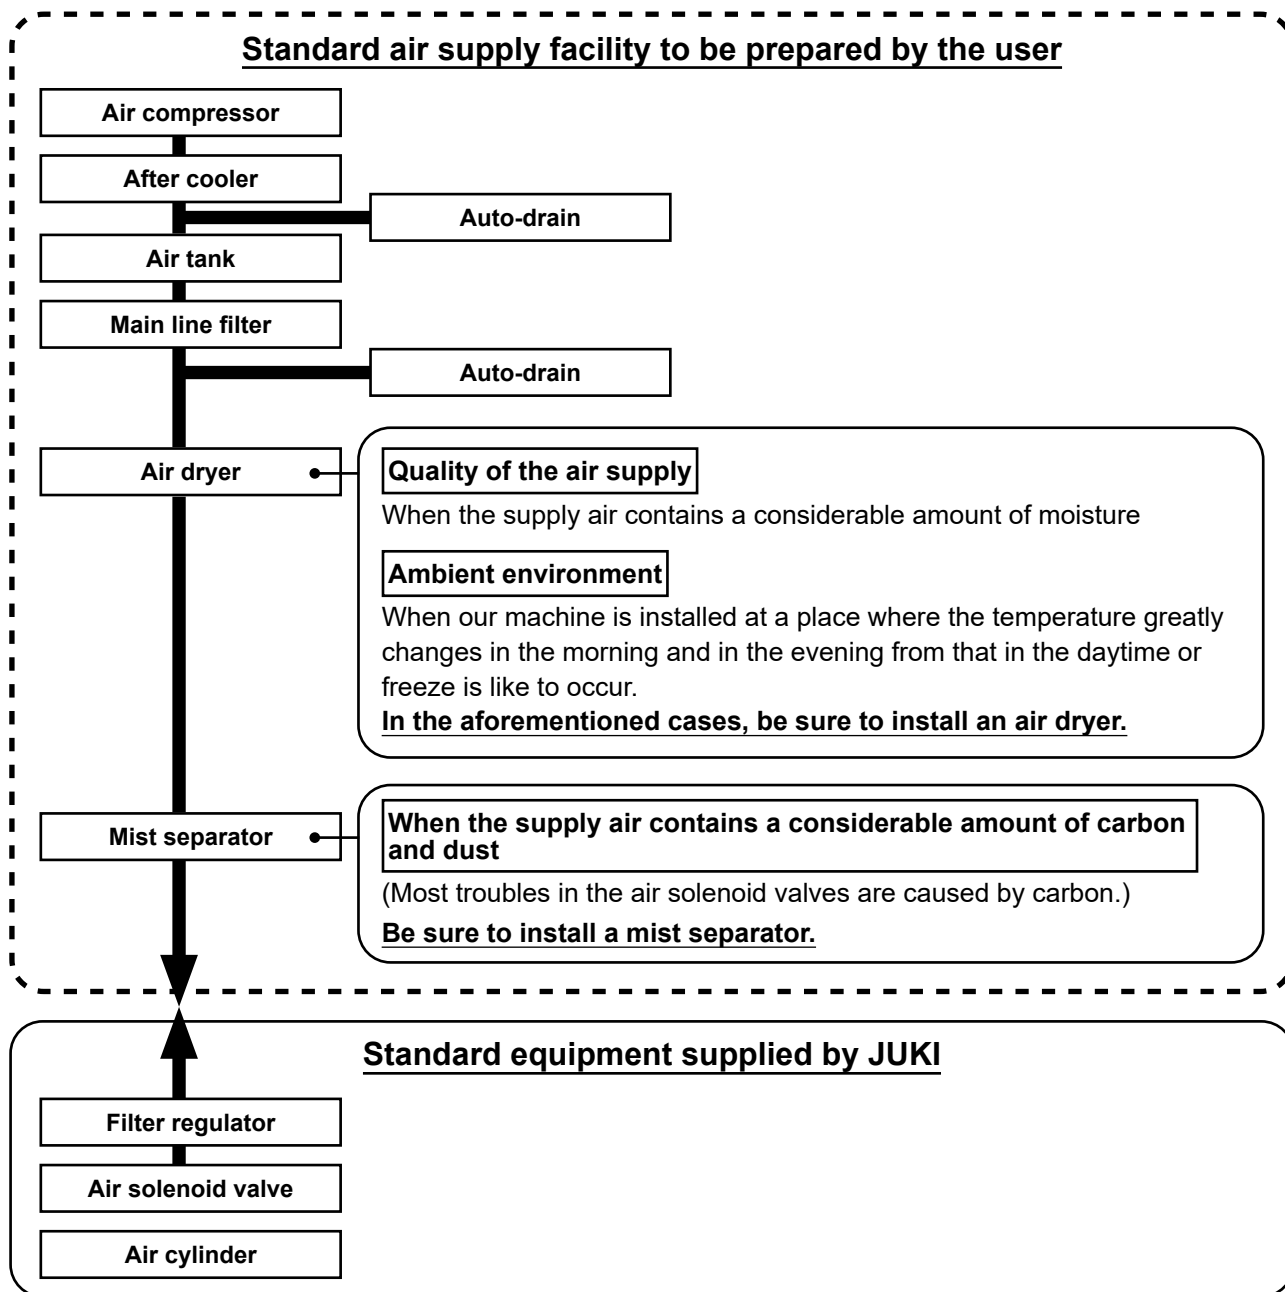 Standard air supply facility to be prepared by the user
Air compressor
After cooler
Auto-drain
Air tank
Main line filter
Auto-drain
Air dryer
Quality of the air supply
When the supply air contains a considerable amount of moisture
Ambient environment
When our machine is installed at a place where the temperature greatly
changes in the morning and in the evening from that in the daytime or
freeze is like to occur.
In the aforementioned cases, be sure to install an air dryer.
Mist separator
When the supply air contains a considerable amount of carbon
and dust
(Most troubles in the air solenoid valves are caused by carbon.)
Be sure to install a mist separator.
Standard equipment supplied by JUKI
Filter regulator
Air solenoid valve
Air cylinder